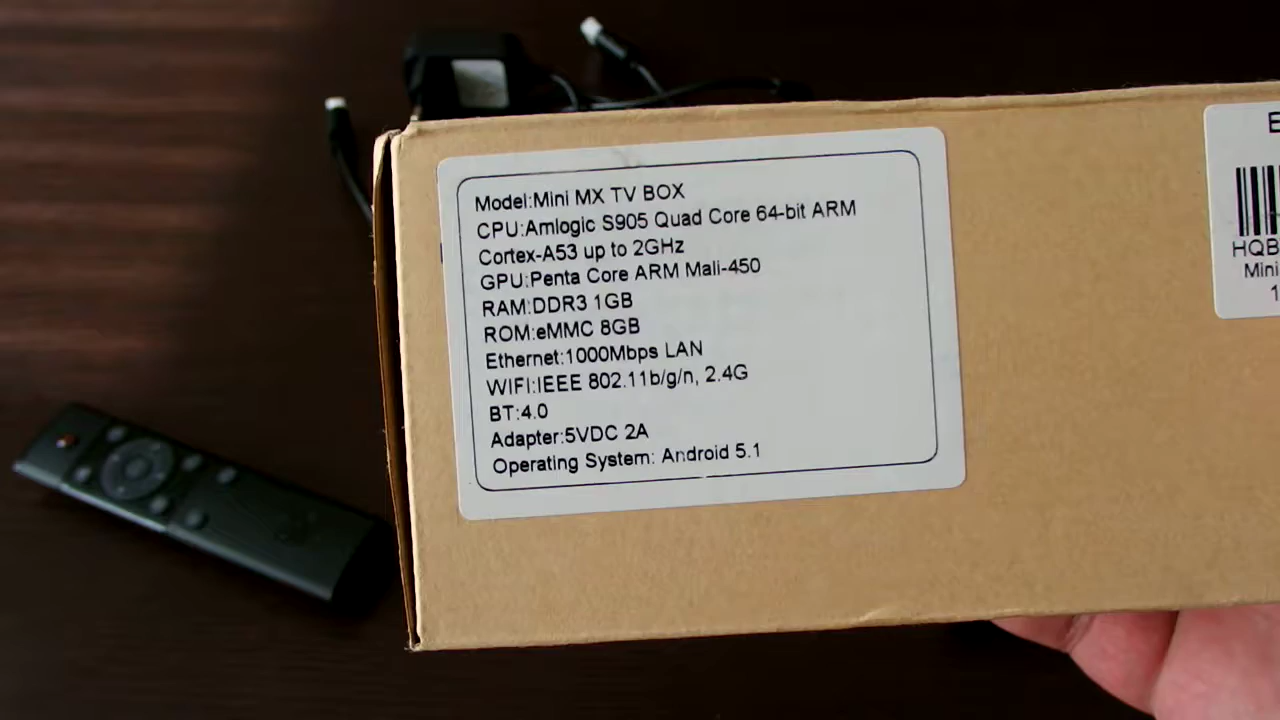 Model:Mini MX TV BOX
CPU:Amlogic S905 Quad Core 64-bit ARM
Cortex-A53 up to 2GHz
GPU:Penta Core ARM Mali-450
RAM:DDR3 1GB
ROM:eMMC 8GB
Ethernet:1000Mbps LAN
WIFI:IEEE 802.11b/g/n, 2.4G
BT:4.0
Adapter:5VDC 2A
Operating System: Android 5.1
HQB
Mini